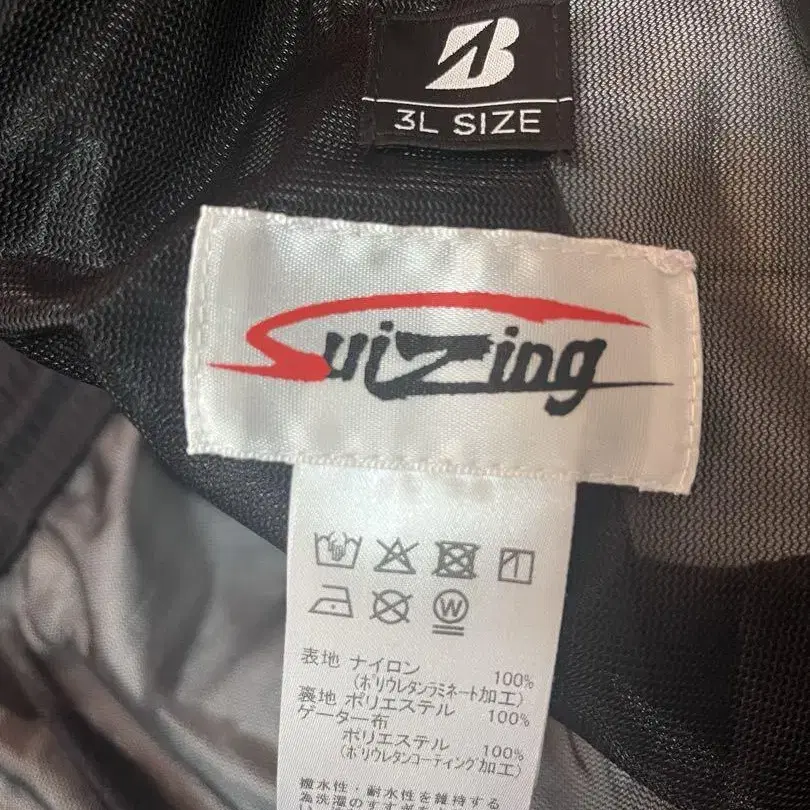 B
3L SIZE
Suizing
W
表地 ナイロン 100%
(ポリウレタンラミネート加工)
裏地 ポリエステル 100%
ゲーター布
ポリエステル 100%
(ポリウレタンコーティング加工)
撥水性・耐水性を維持する